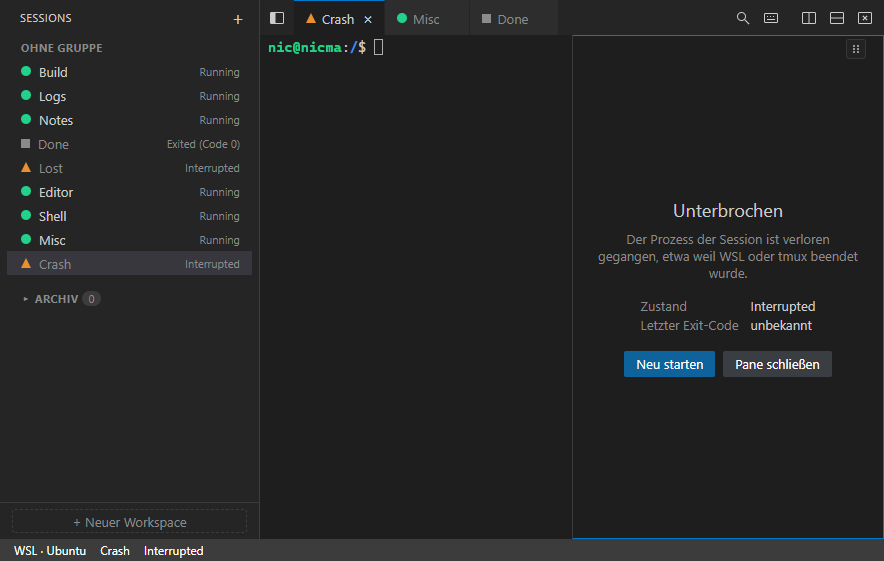 SESSIONS +
OHNE GRUPPE
Build Running
Logs Running
Notes Running
Done Exited (Code 0)
Lost Interrupted
Editor Running
Shell Running
Misc Running
Crash Interrupted
ARCHIV 0
+ Neuer Workspace
Crash × Misc Done
nic@nicma:/$
Unterbrochen
Der Prozess der Session ist verloren
gegangen, etwa weil WSL oder tmux beendet
wurde.
Zustand Interrupted
Letzter Exit-Code unbekannt
Neu starten Pane schließen
WSL · Ubuntu Crash Interrupted